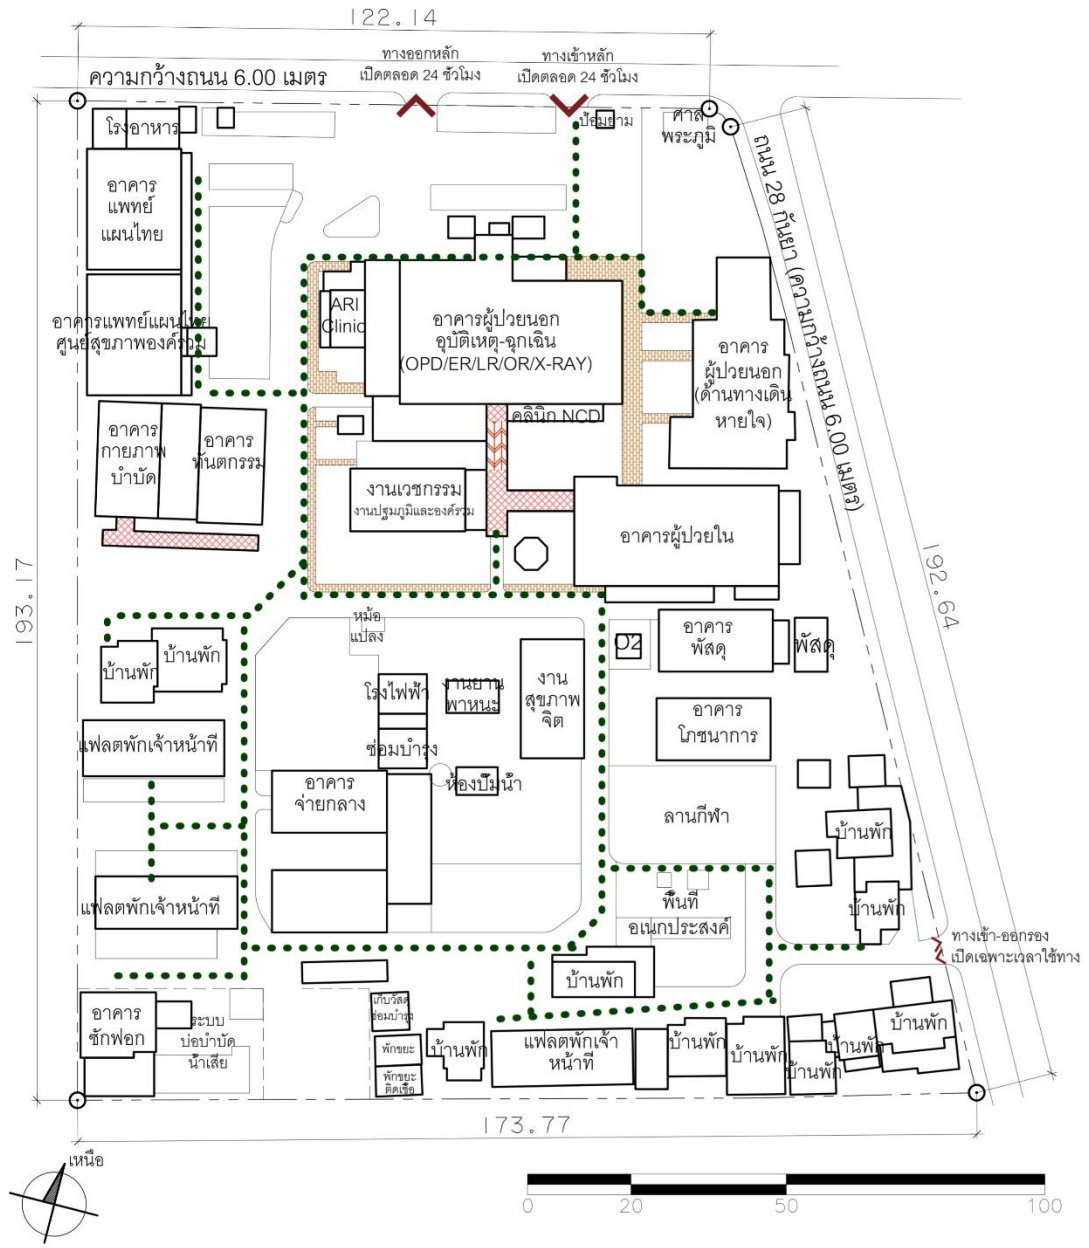 122.14
ทางออกหลัก
เปิดตลอด 24 ชั่วโมง
ทางเข้าหลัก
เปิดตลอด 24 ชั่วโมง
ความกว้างถนน 6.00 เมตร
โรงอาหาร
ป้อมยาม
ศาล
พระภูมิ
ถนน 28 กันยา (ความกว้างถนน 6.00 เมตร)
อาคาร
แพทย์
แผนไทย
อาคารแพทย์แผนไทย
ศูนย์สุขภาพองค์รวม
ARI
Clinic
อาคารผู้ป่วยนอก
อุบัติเหตุ-ฉุกเฉิน
(OPD/ER/LR/OR/X-RAY)
อาคาร
ผู้ป่วยนอก
(ด้านทางเดิน
หายใจ)
คลินิก NCD
อาคาร
กายภาพ
บำบัด
อาคาร
ทันตกรรม
งานเวชกรรม
งานปฐมภูมิและองค์รวม
อาคารผู้ป่วยใน
193.17
192.64
หม้อ
แปลง
บ้านพัก
บ้านพัก
O2
อาคาร
พัสดุ
พัสดุ
โรงไฟฟ้า
งานยาน
พาหนะ
งาน
สุขภาพ
จิต
อาคาร
โภชนาการ
แฟลตพักเจ้าหน้าที่
ซ่อมบำรุง
อาคาร
จ่ายกลาง
ห้องปั๊มน้ำ
ลานกีฬา
บ้านพัก
แฟลตพักเจ้าหน้าที่
พื้นที่
อเนกประสงค์
บ้านพัก
ทางเข้า-ออกรอง
เปิดเฉพาะเวลาใช้ทาง
บ้านพัก
อาคาร
ซักฟอก
ระบบ
บ่อบำบัด
น้ำเสีย
เก็บวัสดุ
ซ่อมบำรุง
พักขยะ
พักขยะ
ติดเชื้อ
บ้านพัก
แฟลตพักเจ้า
หน้าที่
บ้านพัก
บ้านพัก
บ้านพัก
บ้านพัก
บ้านพัก
173.77
เหนือ
0
20
50
100